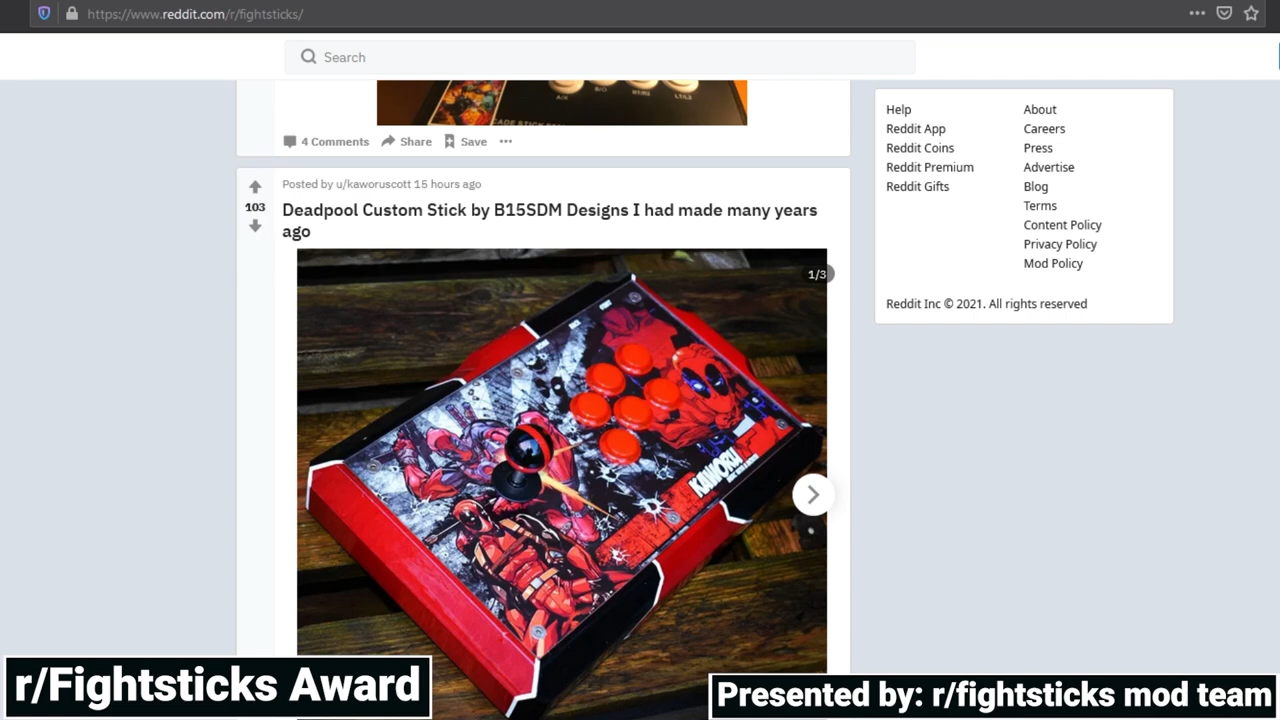 https://www.reddit.com/r/fightsticks/
Search
4 Comments Share Save
Posted by u/kaworuscott 15 hours ago
103
Deadpool Custom Stick by B15SDM Designs I had made many years
ago
1/3
KAWORU
Help About
Reddit App Careers
Reddit Coins Press
Reddit Premium Advertise
Reddit Gifts Blog
Terms
Content Policy
Privacy Policy
Mod Policy
Reddit Inc © 2021. All rights reserved
r/Fightsticks Award
Presented by: r/fightsticks mod team